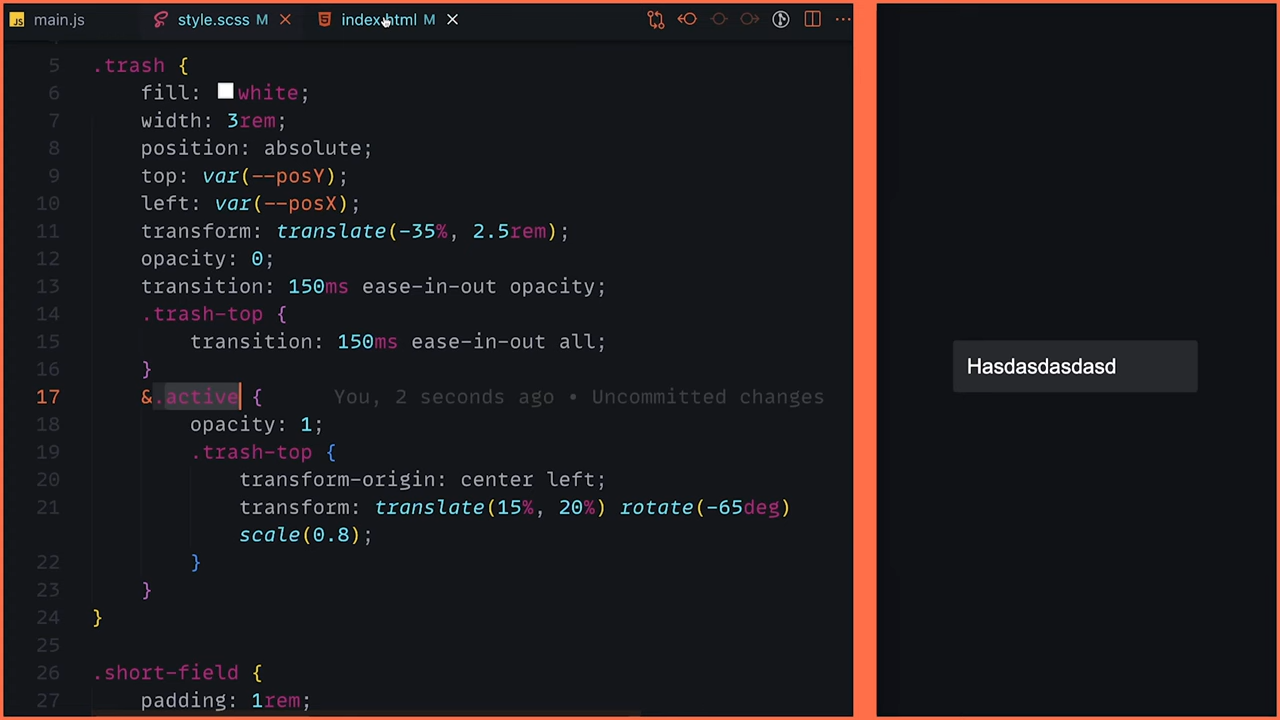 JS main.js style.scss M index.html M
5 .trash {
6 fill: white;
7 width: 3rem;
8 position: absolute;
9 top: var(--posY);
10 left: var(--posX);
11 transform: translate(-35%, 2.5rem);
12 opacity: 0;
13 transition: 150ms ease-in-out opacity;
14 .trash-top {
15 transition: 150ms ease-in-out all;
16 }
17 &.active { You, 2 seconds ago • Uncommitted changes
18 opacity: 1;
19 .trash-top {
20 transform-origin: center left;
21 transform: translate(15%, 20%) rotate(-65deg)
scale(0.8);
22 }
23 }
24 }
25
26 .short-field {
27 padding: 1rem;
Hasdasdasdasd